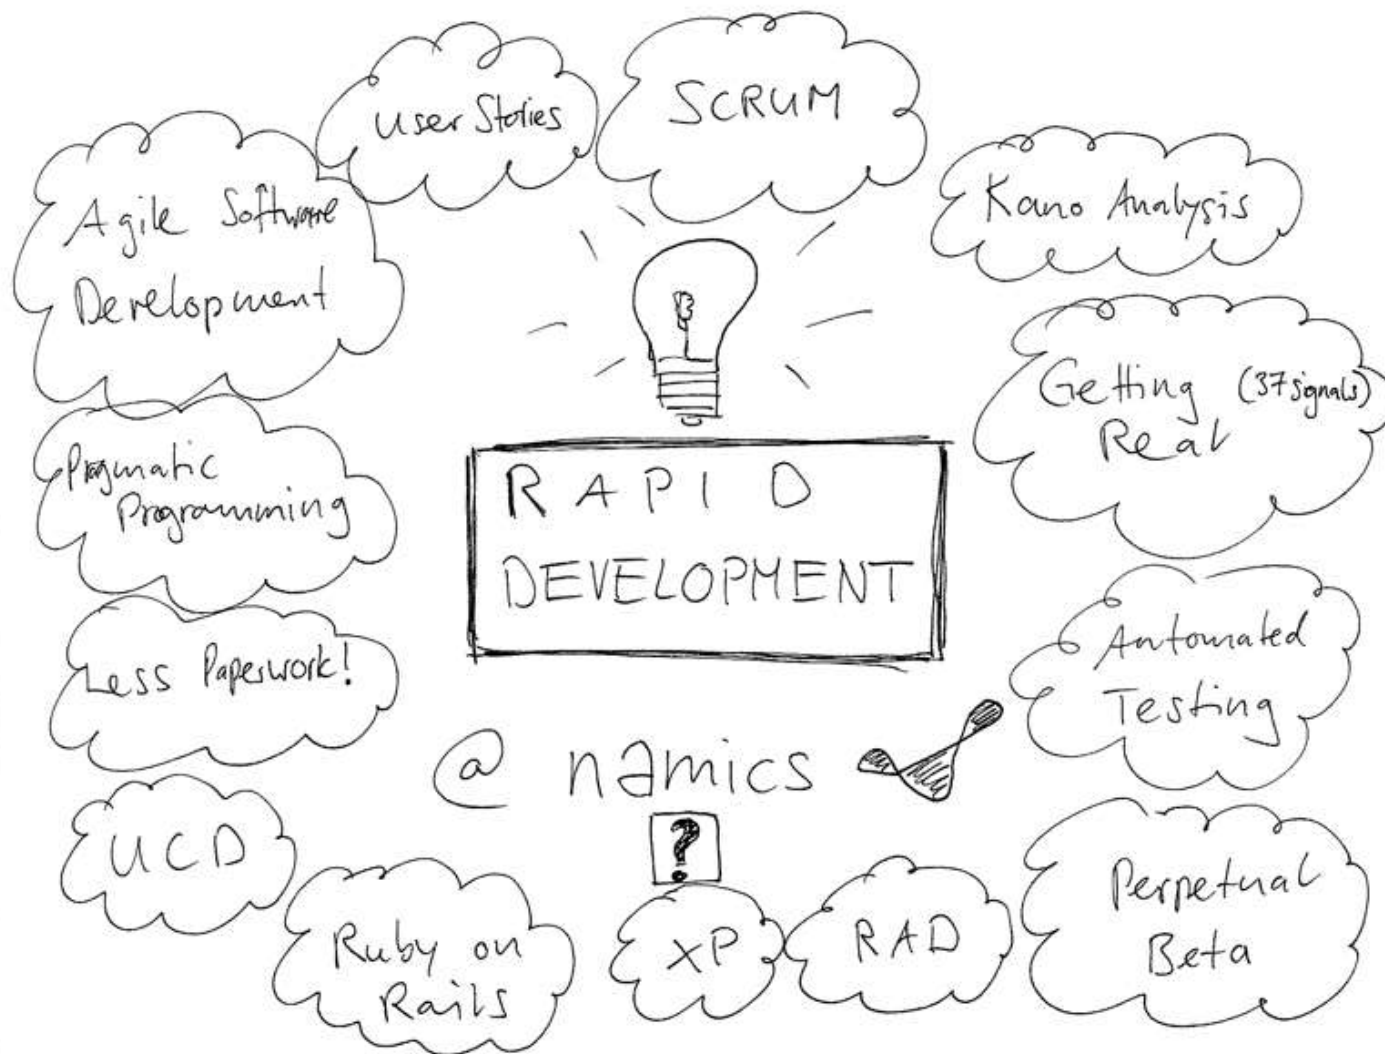 User Stories
SCRUM
Agile Software
Development
Kano Analysis
Getting (37signals)
Real
Pragmatic
Programming
RAPID
DEVELOPMENT
Less Paperwork!
Automated
Testing
@ namics
?
UCD
Ruby on
Rails
XP
RAD
Perpetual
Beta